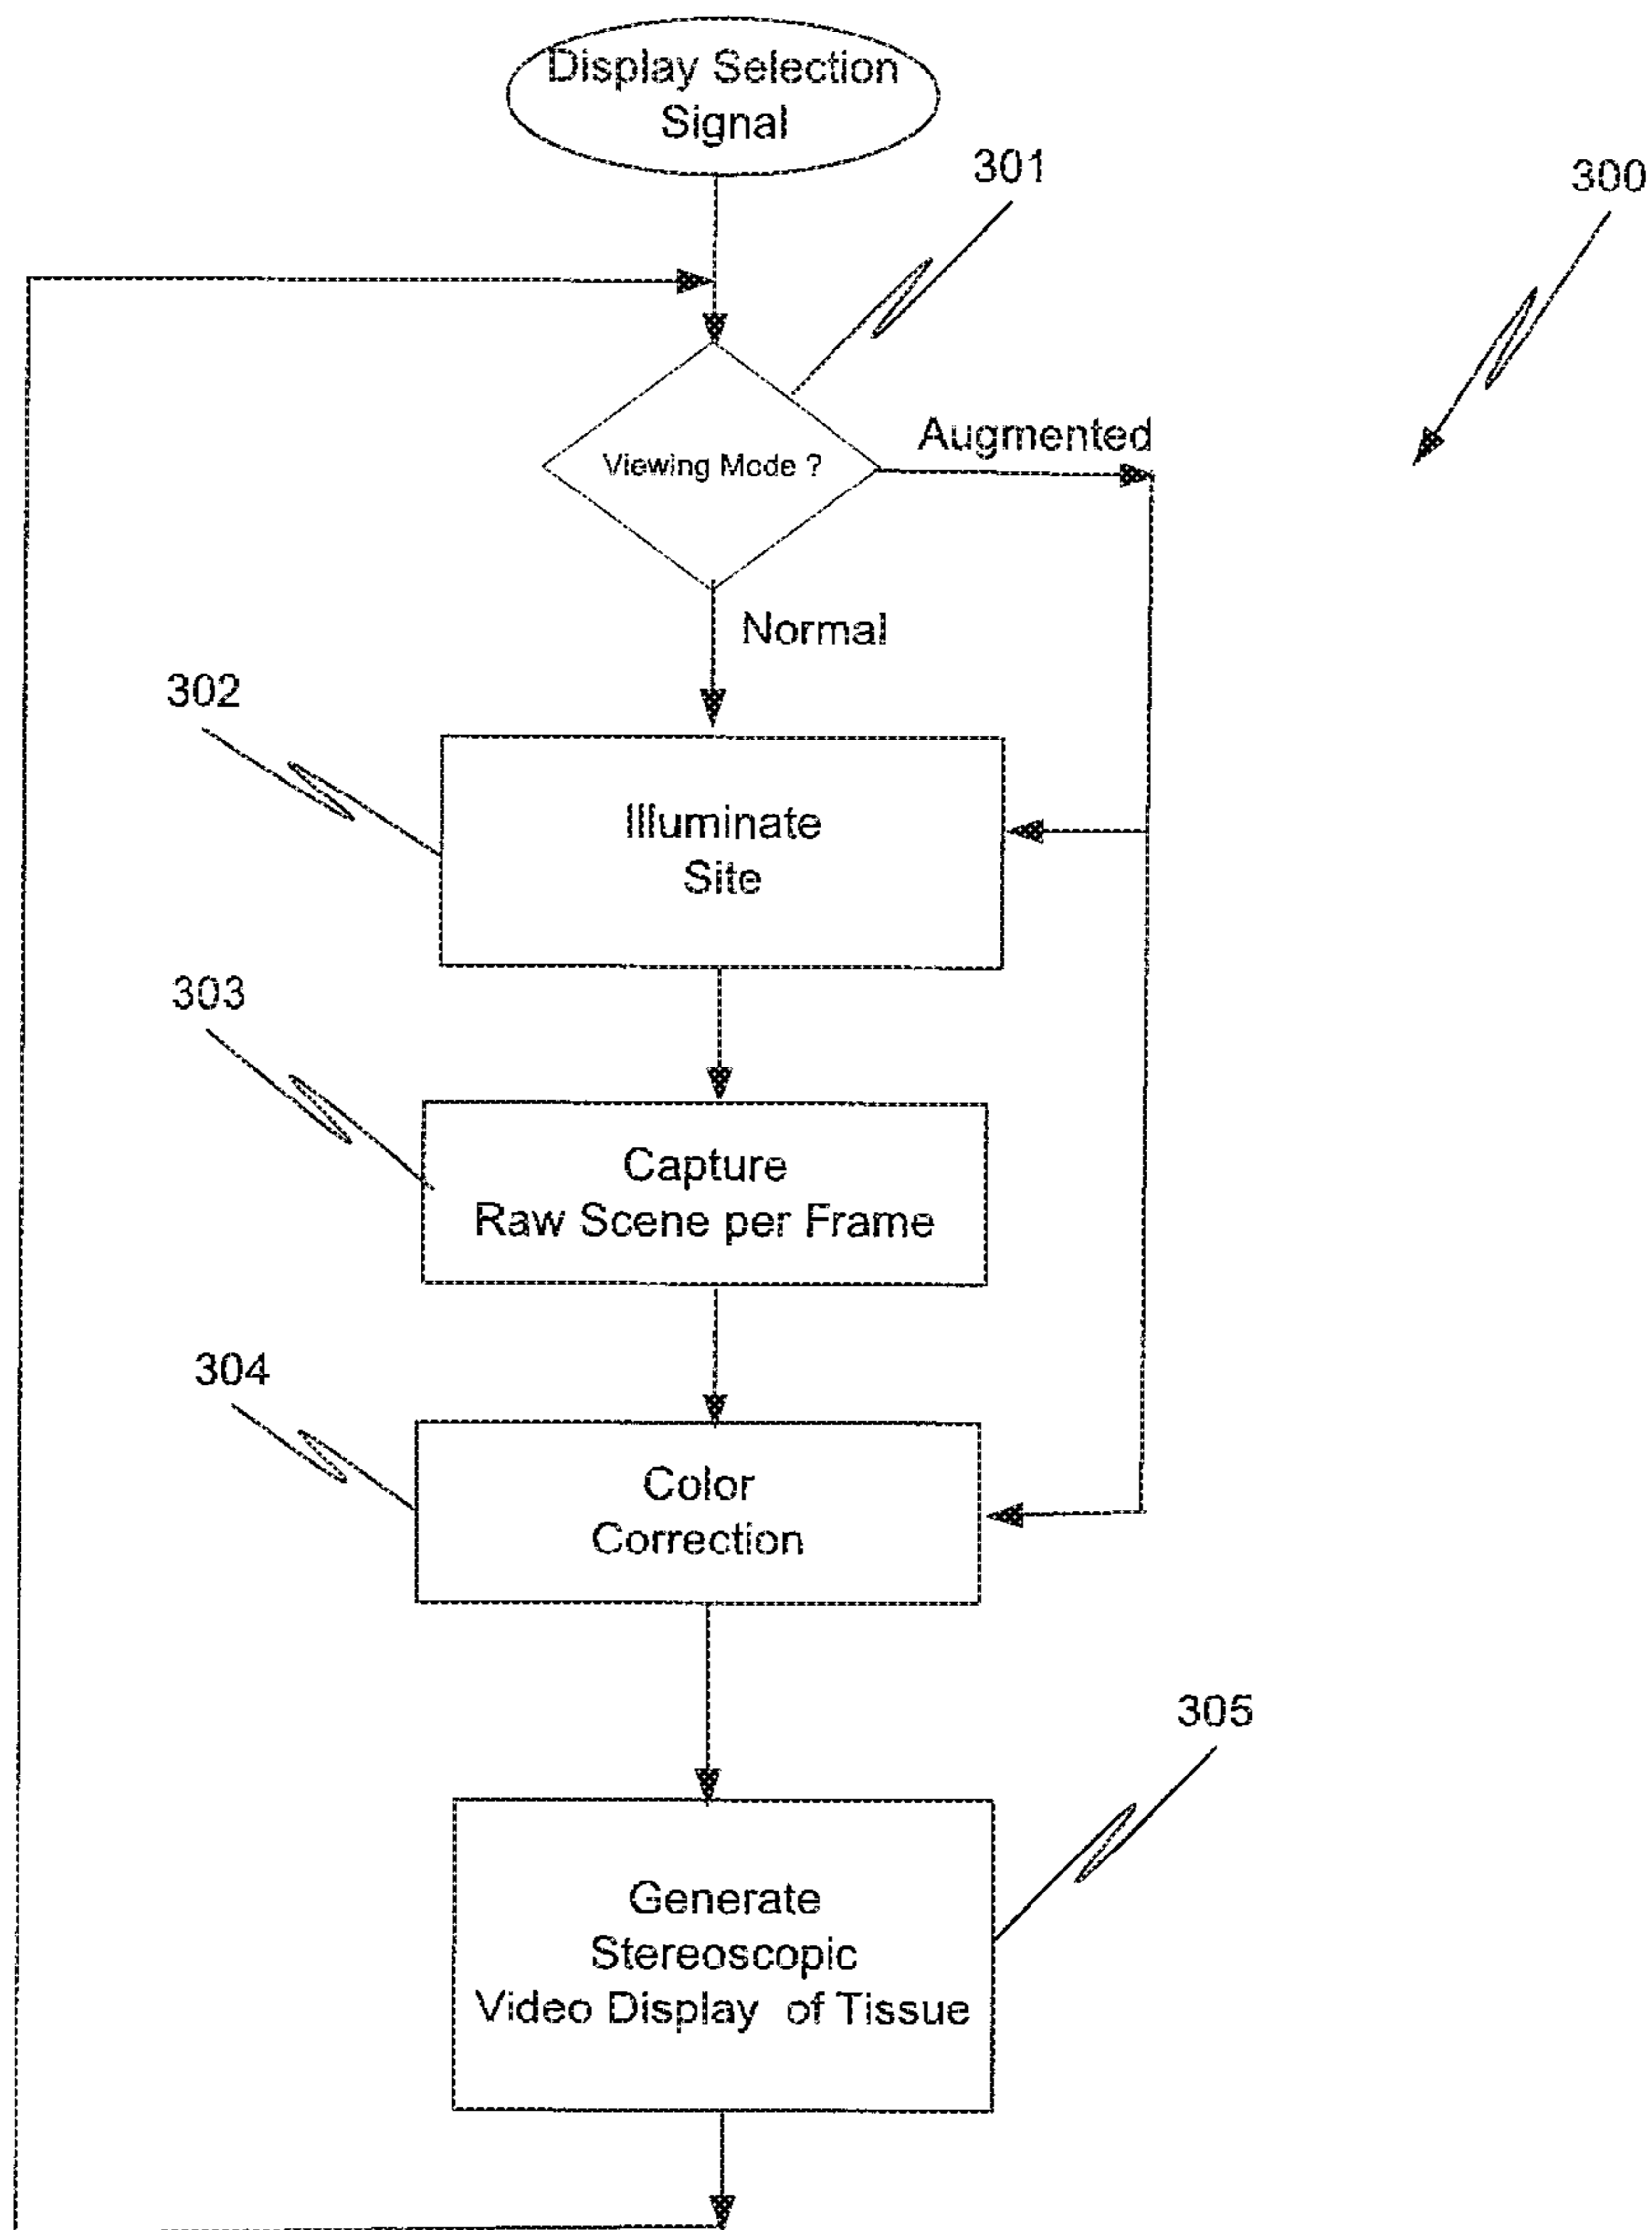 Display Selection
Signal
301
300
Viewing Mode ?
Augmented
Normal
302
Illuminate
Site
303
Capture
Raw Scene per Frame
304
Color
Correction
305
Generate
Stereoscopic
Video Display of Tissue